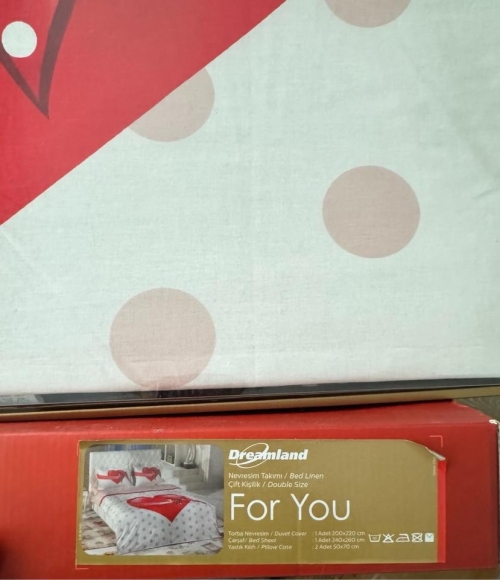 Dreamland
Nevresim Takımı / Bed Linen
Çift Kişilik / Double Size
For You
Torba Nevresim / Duvet Cover : 1 Adet 200x220 cm
Çarşaf / Bed Sheet : 1 Adet 240x260 cm
Yastık Kılıfı / Pillow Case : 2 Adet 50x70 cm